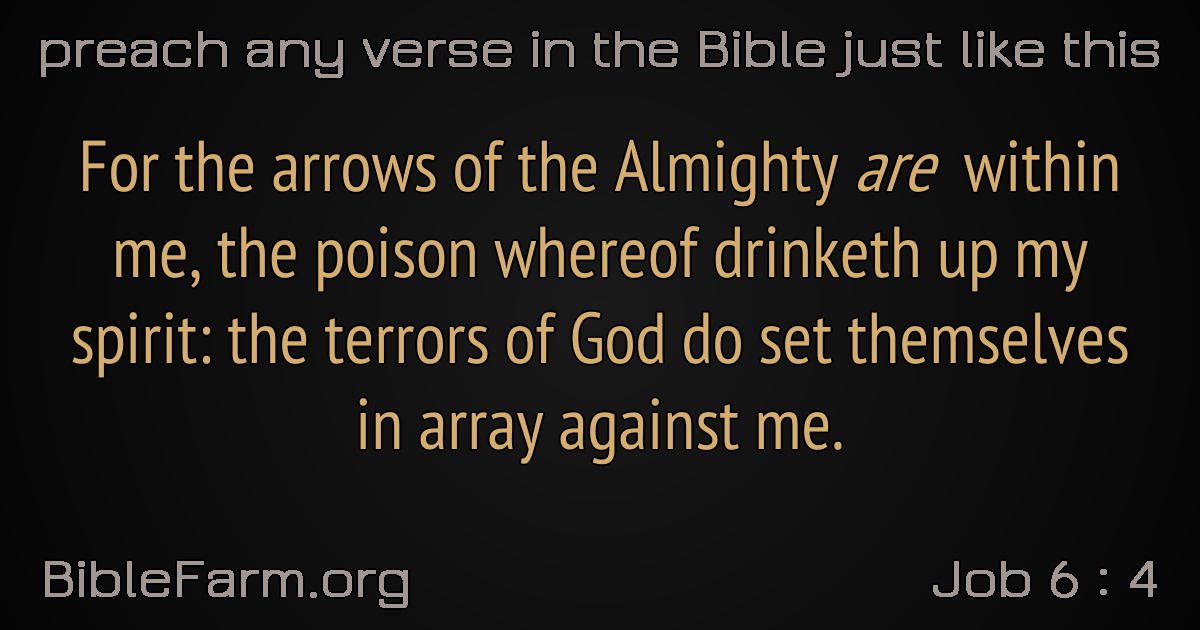 preach any verse in the Bible just like this
For the arrows of the Almighty are within
me, the poison whereof drinketh up my
spirit: the terrors of God do set themselves
in array against me.
BibleFarm.org
Job 6 : 4